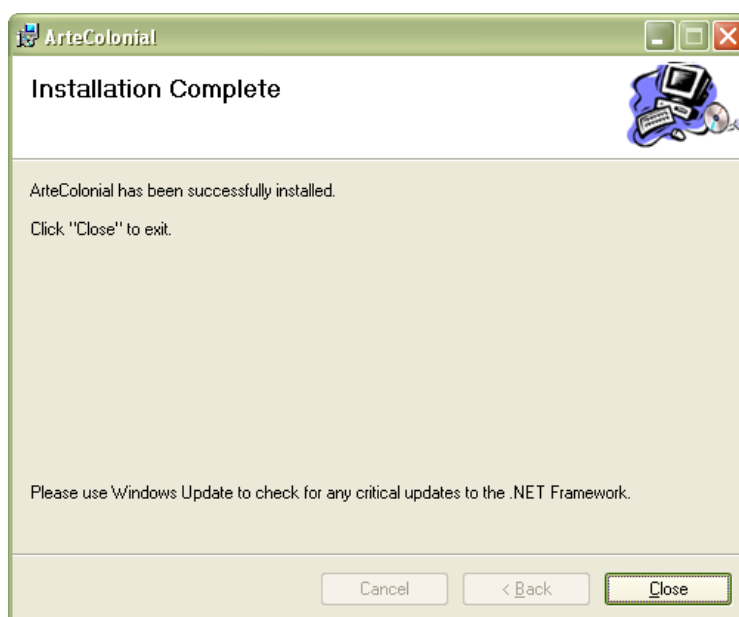 ArteColonial
Installation Complete
ArteColonial has been successfully installed.
Click "Close" to exit.
Please use Windows Update to check for any critical updates to the .NET Framework.
Cancel
< Back
Close